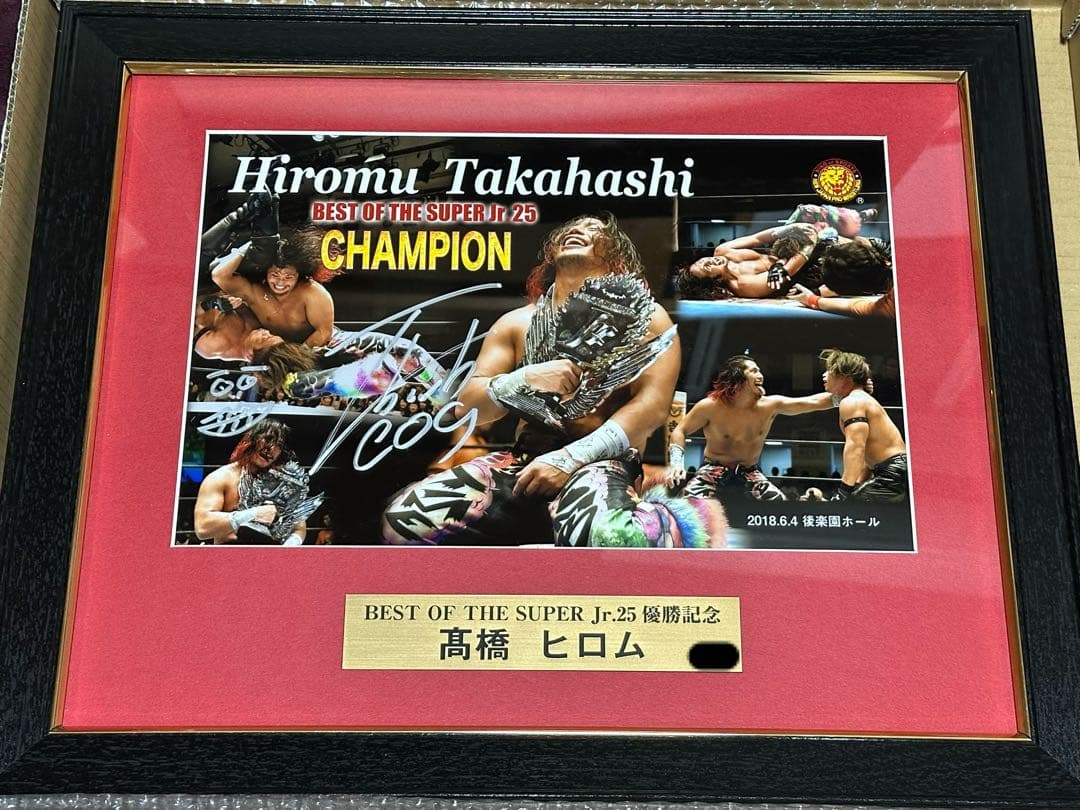 Hiromu Takahashi
BEST OF THE SUPER Jr.25
CHAMPION
2018.6.4 後楽園ホール
BEST OF THE SUPER Jr.25 優勝記念
髙橋 ヒロム